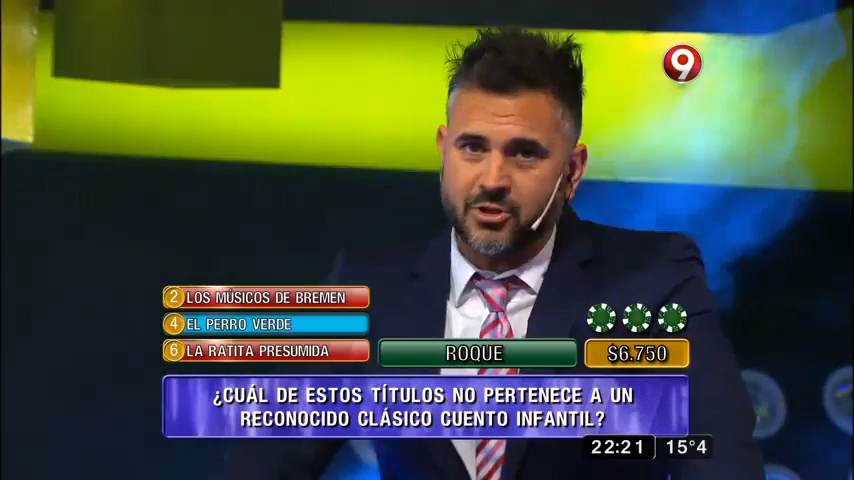 9
2 LOS MÚSICOS DE BREMEN
4 EL PERRO VERDE
6 LA RATITA PRESUMIDA
ROQUE
$6.750
¿CUÁL DE ESTOS TÍTULOS NO PERTENECE A UN
RECONOCIDO CLÁSICO CUENTO INFANTIL?
22:21 15°4